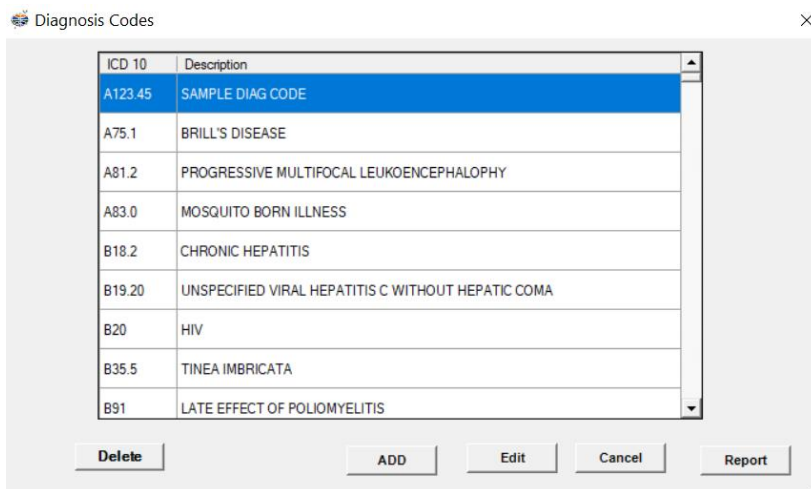 Diagnosis Codes
ICD 10 Description
A123.45 SAMPLE DIAG CODE
A75.1 BRILL'S DISEASE
A81.2 PROGRESSIVE MULTIFOCAL LEUKOENCEPHALOPHY
A83.0 MOSQUITO BORN ILLNESS
B18.2 CHRONIC HEPATITIS
B19.20 UNSPECIFIED VIRAL HEPATITIS C WITHOUT HEPATIC COMA
B20 HIV
B35.5 TINEA IMBRICATA
B91 LATE EFFECT OF POLIOMYELITIS
Delete ADD Edit Cancel Report